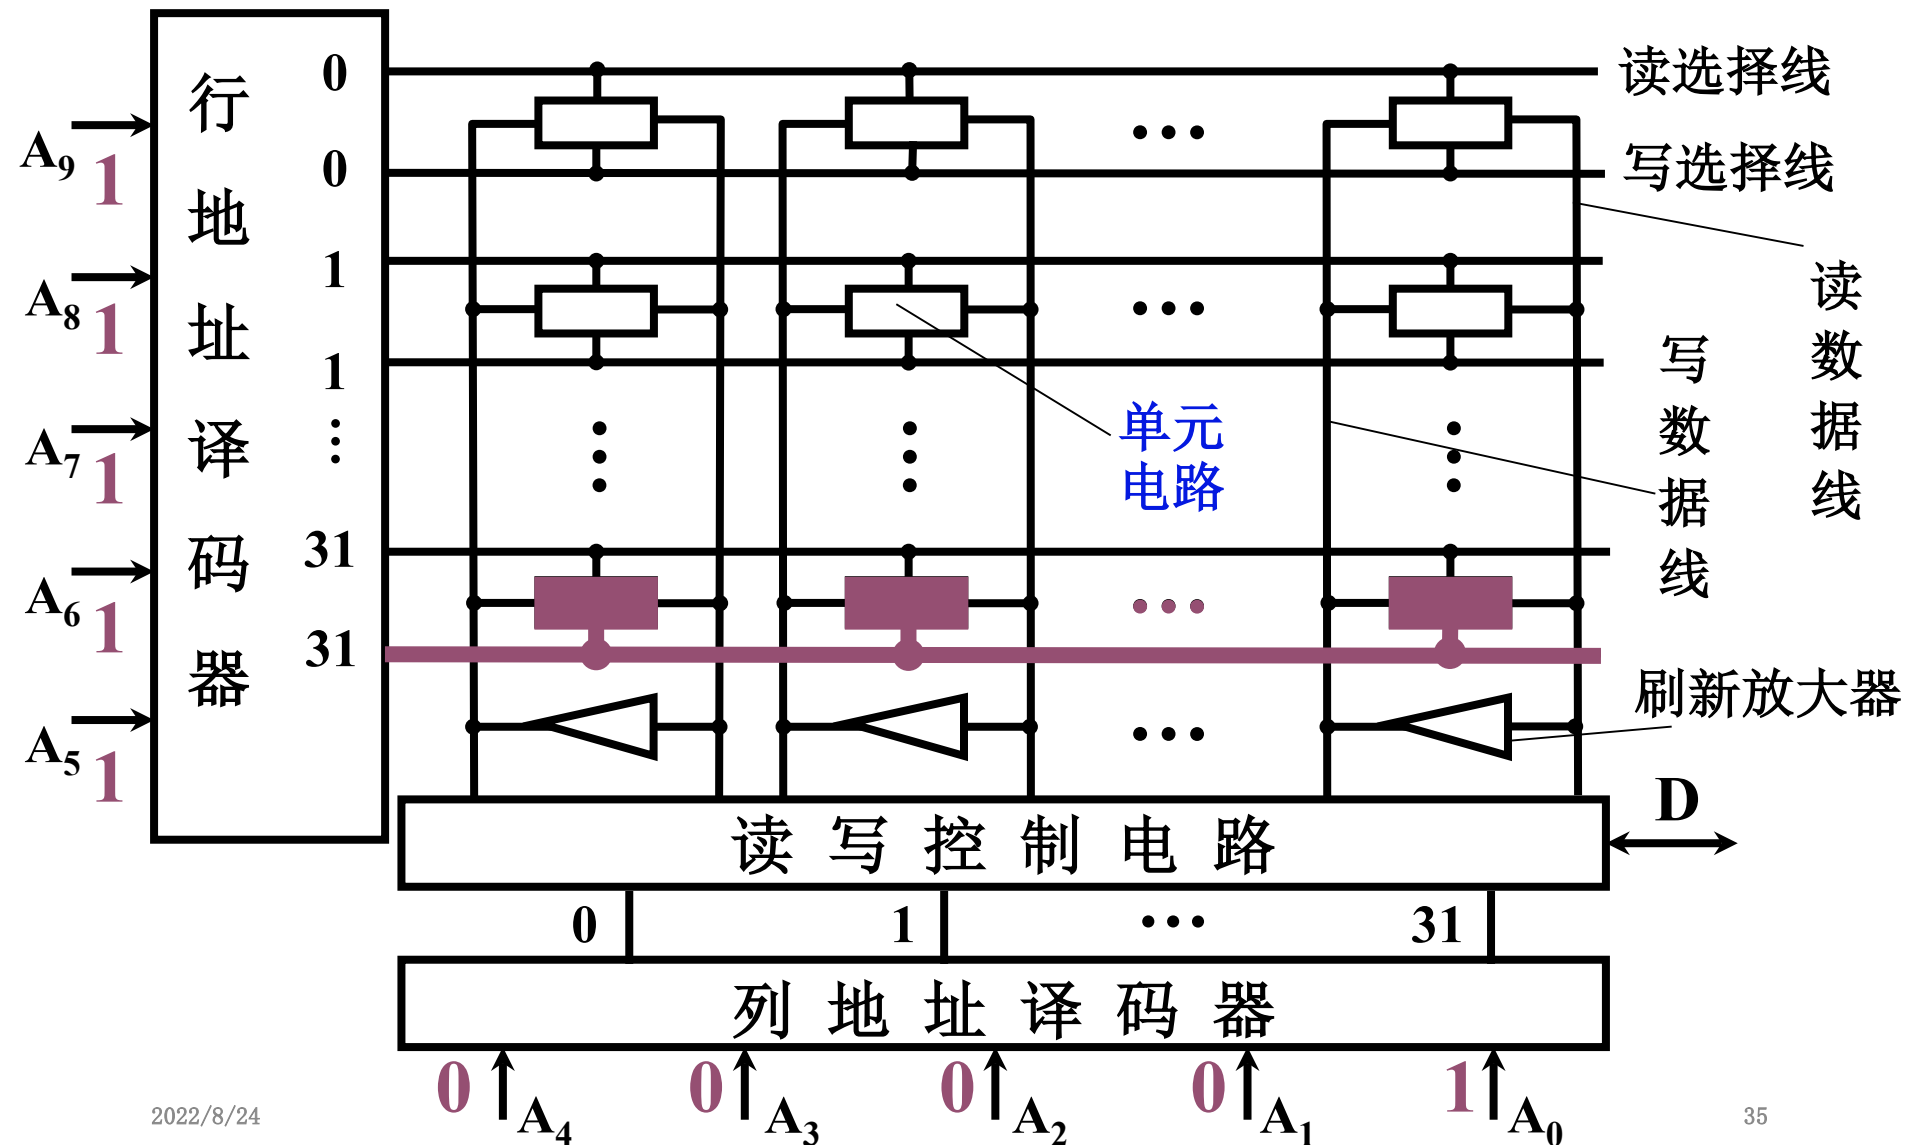 行地址译码器
0
0
1
1
⋮
31
31
A9 1
A8 1
A7 1
A6 1
A5 1
读选择线
写选择线
…
…
读数据线
写数据线
单元
电路
…
刷新放大器
…
D
读写控制电路
0 1 … 31
列地址译码器
0 A4 0 A3 0 A2 0 A1 1 A0
2022/8/24
35